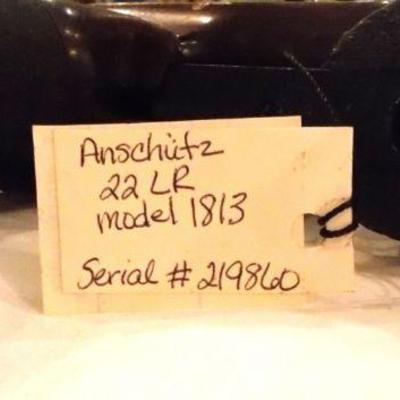 Anschütz
22 LR
model 1813
Serial # 219860